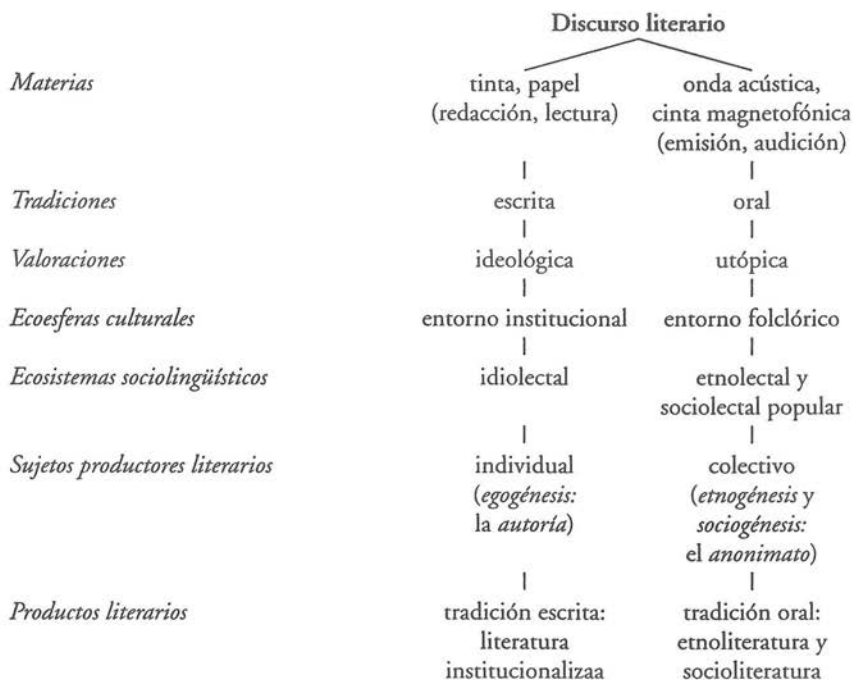 Discurso literario
Materias tinta, papel onda acústica,
(redacción, lectura) cinta magnetofónica
(emisión, audición)
Tradiciones escrita oral
Valoraciones ideológica utópica
Ecoesferas culturales entorno institucional entorno folclórico
Ecosistemas sociolingüísticos idiolectal etnolectal y
sociolectal popular
Sujetos productores literarios individual colectivo
(egogénesis: (etnogénesis y
la autoría) sociogénesis:
el anonimato)
Productos literarios tradición escrita: tradición oral:
literatura etnoliteratura y
institucionalizaa socioliteratura